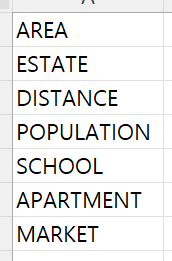 AREA
ESTATE
DISTANCE
POPULATION
SCHOOL
APARTMENT
MARKET